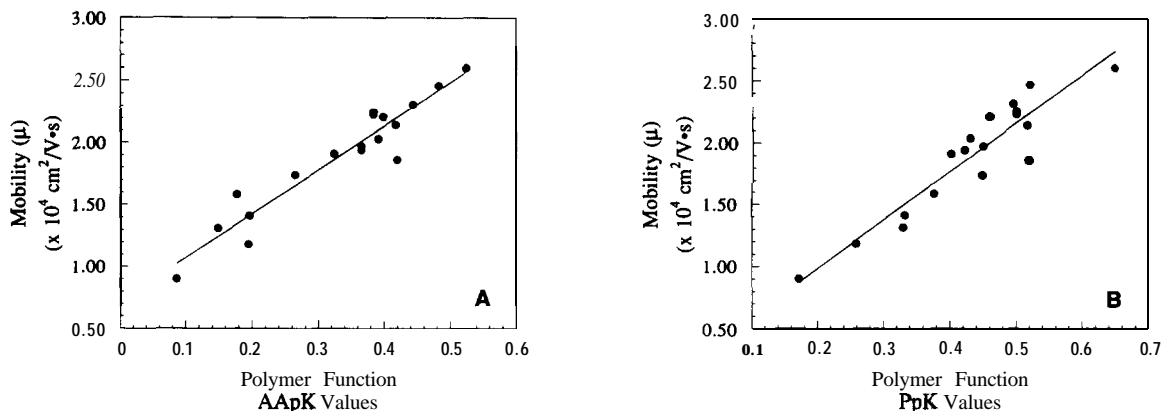 3.00
2.50
2.00
1.50
1.00
0.50
Mobility (μ)
(x 10⁴ cm²/V•s)
A
0 0.1 0.2 0.3 0.4 0.5 0.6
Polymer Function
AApK Values
3.00
2.50
2.00
1.50
1.00
0.50
Mobility (μ)
(x 10⁴ cm²/V•s)
B
0.1 0.2 0.3 0.4 0.5 0.6 0.7
Polymer Function
PpK Values